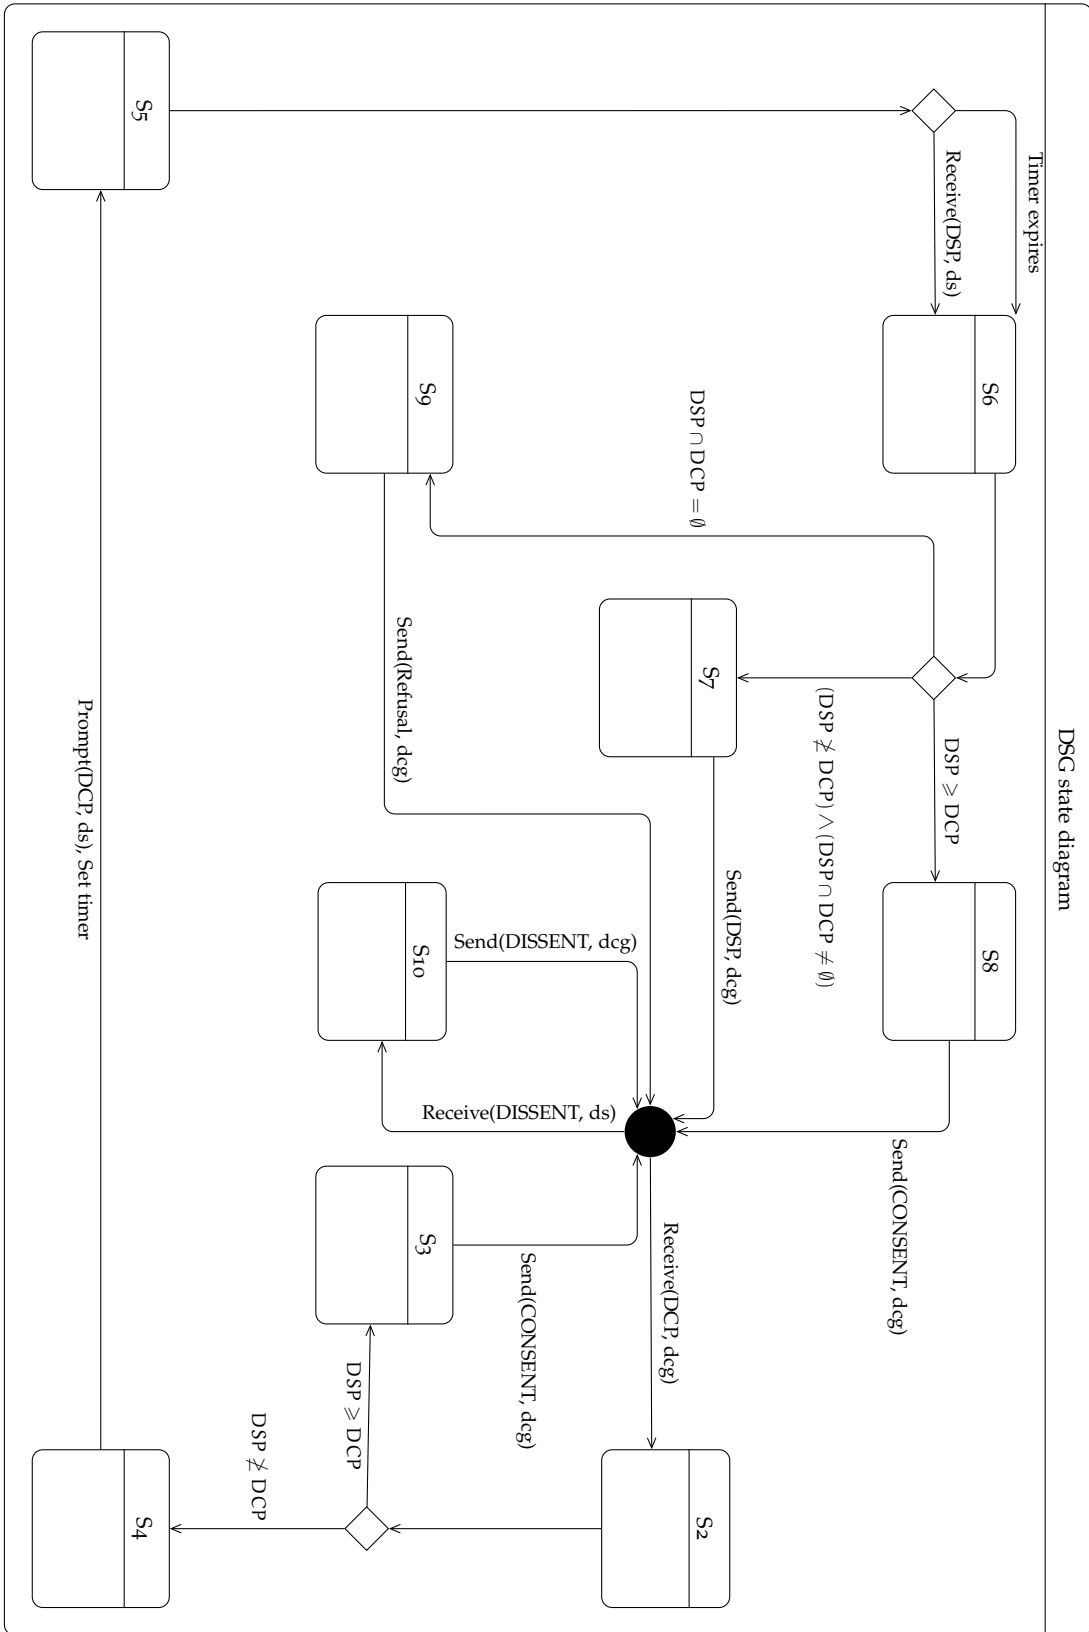 DSG state diagram
Timer expires
S6
S8
Receive(DSP, ds)
DSP ⩾ DCP
Send(CONSENT, dcg)
(DSP ≱ DCP) ∧ (DSP ∩ DCP ≠ ∅)
Send(DSP, dcg)
S7
S2
DSP ∩ DCP = ∅
Receive(DCP, dcg)
Send(DISSENT, dcg)
Receive(DISSENT, ds)
Send(CONSENT, dcg)
S9
S10
S3
Send(Refusal, dcg)
DSP ⩾ DCP
DSP ≱ DCP
S5
S4
Prompt(DCP, ds), Set timer